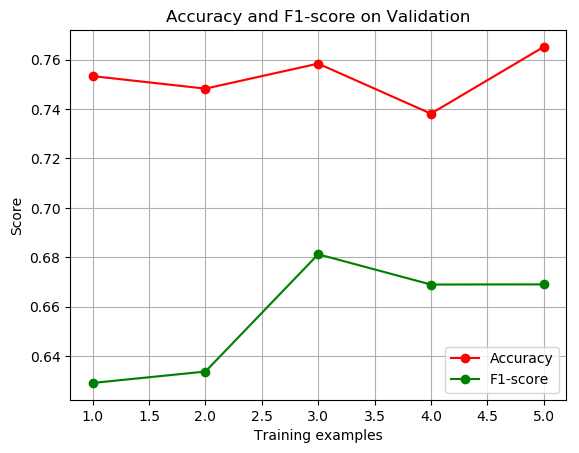 Accuracy and F1-score on Validation
0.76
0.74
0.72
0.70
0.68
0.66
0.64
Score
1.0 1.5 2.0 2.5 3.0 3.5 4.0 4.5 5.0
Training examples
Accuracy
F1-score